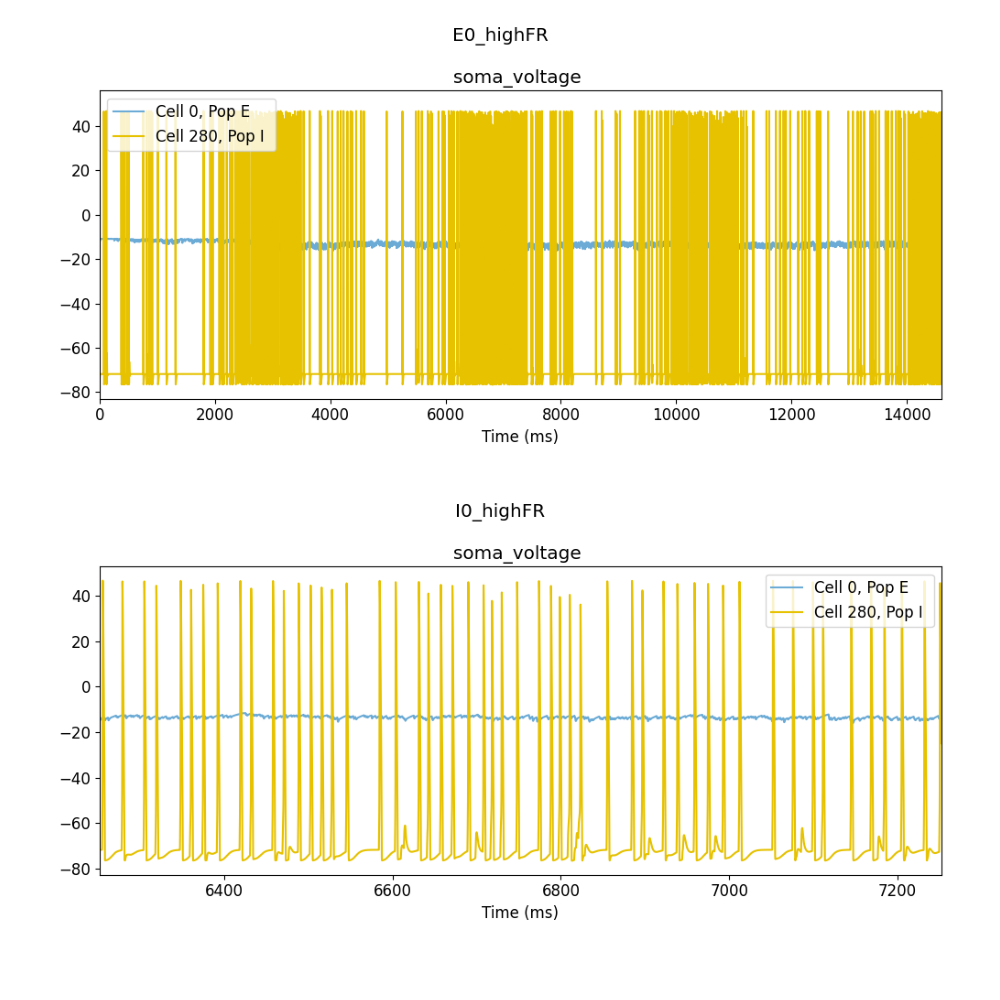 E0_highFR
soma_voltage
Cell 0, Pop E
Cell 280, Pop I
40
20
0
−20
−40
−60
−80
0 2000 4000 6000 8000 10000 12000 14000
Time (ms)
I0_highFR
soma_voltage
Cell 0, Pop E
Cell 280, Pop I
40
20
0
−20
−40
−60
−80
6400 6600 6800 7000 7200
Time (ms)